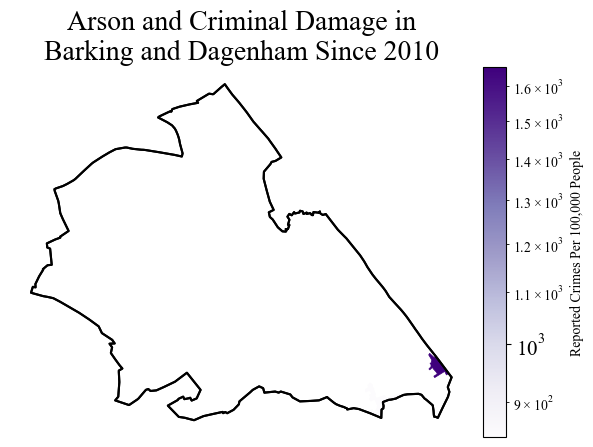 Arson and Criminal Damage in
Barking and Dagenham Since 2010
1.6 × 10³
1.5 × 10³
1.4 × 10³
1.3 × 10³
1.2 × 10³
1.1 × 10³
10³
9 × 10²
Reported Crimes Per 100,000 People